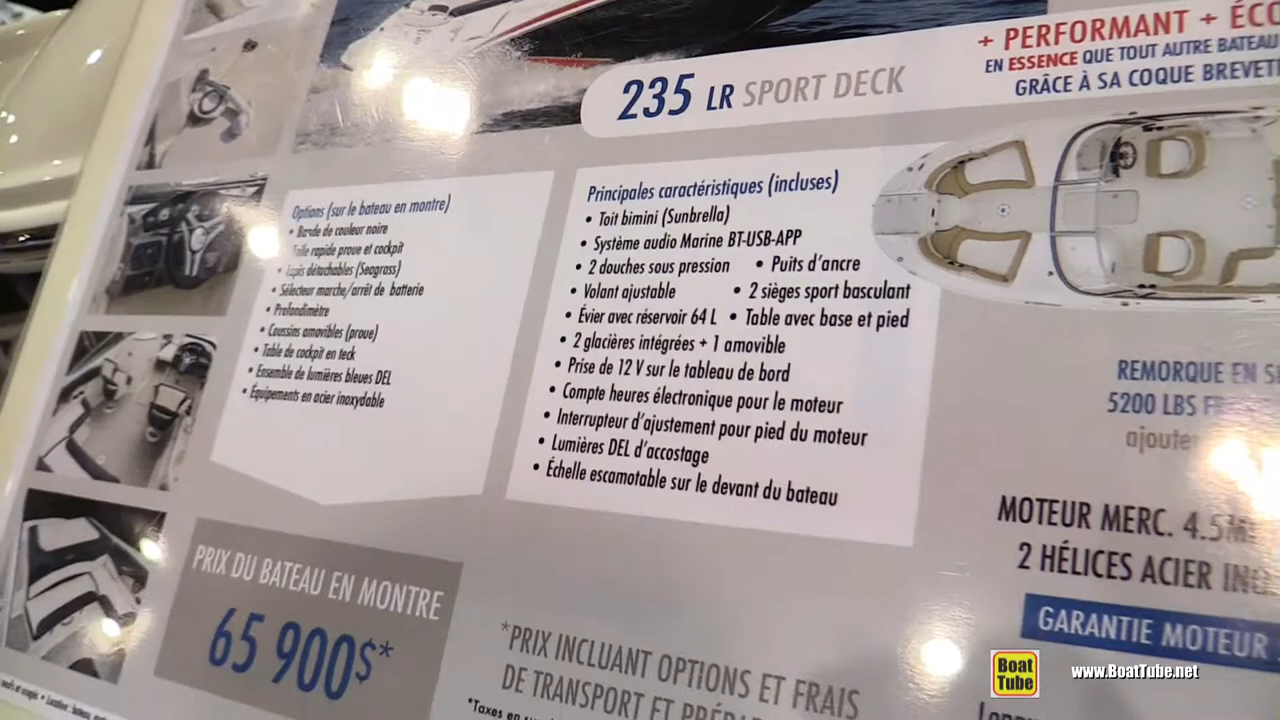 + PERFORMANT + ÉCO
EN ESSENCE QUE TOUT AUTRE BATEAU
GRÂCE À SA COQUE BREVET
235 LR SPORT DECK
Options (sur le bateau en montre)
• Bande de couleur noire
rapide proue et cockpit
détachables (Seagrass)
• Sélecteur marche/arrêt de batterie
• Profondimètre
• Coussins amovibles (proue)
• Table de cockpit en teck
• Ensemble de lumières bleues DEL
• Équipements en acier inoxydable
Principales caractéristiques (incluses)
• Toit bimini (Sunbrella)
• Système audio Marine BT-USB-APP
• 2 douches sous pression • Puits d'ancre
• Volant ajustable • 2 sièges sport basculant
• Évier avec réservoir 64 L • Table avec base et pied
• 2 glacières intégrées + 1 amovible
• Prise de 12 V sur le tableau de bord
• Compte heures électronique pour le moteur
• Interrupteur d'ajustement pour pied du moteur
• Lumières DEL d'accostage
• Échelle escamotable sur le devant du bateau
REMORQUE EN
5200 LBS
ajoute
MOTEUR MERC. 4.5
2 HÉLICES ACIER
GARANTIE MOTEUR
PRIX DU BATEAU EN MONTRE
65 900$*
*PRIX INCLUANT OPTIONS ET FRAIS
DE TRANSPORT ET
*Taxes en
Boat
Tube
www.BoatTube.net